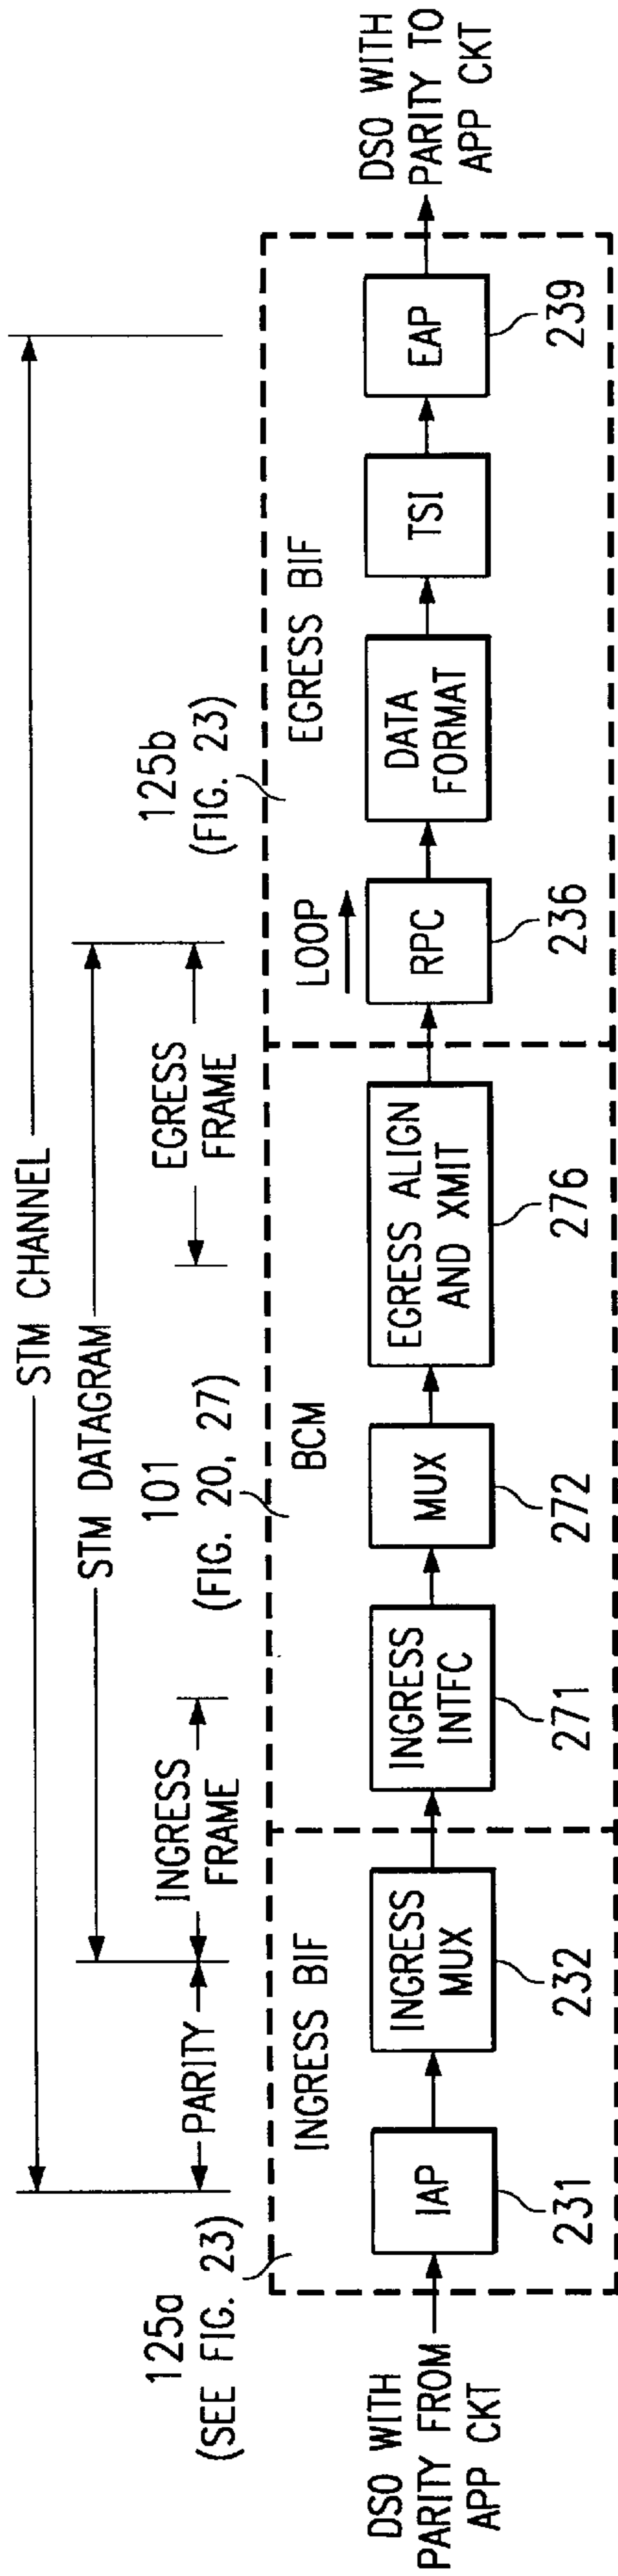 STM CHANNEL
STM DATAGRAM
PARITY
INGRESS
FRAME
EGRESS
FRAME
125a
(SEE FIG. 23)
101
(FIG. 20, 27)
125b
(FIG. 23)
INGRESS BIF
BCM
EGRESS BIF
LOOP
DS0 WITH
PARITY FROM
APP CKT
IAP
INGRESS
MUX
INGRESS
INTFC
MUX
EGRESS ALIGN
AND XMIT
RPC
DATA
FORMAT
TSI
EAP
DS0 WITH
PARITY TO
APP CKT
231
232
271
272
276
236
239